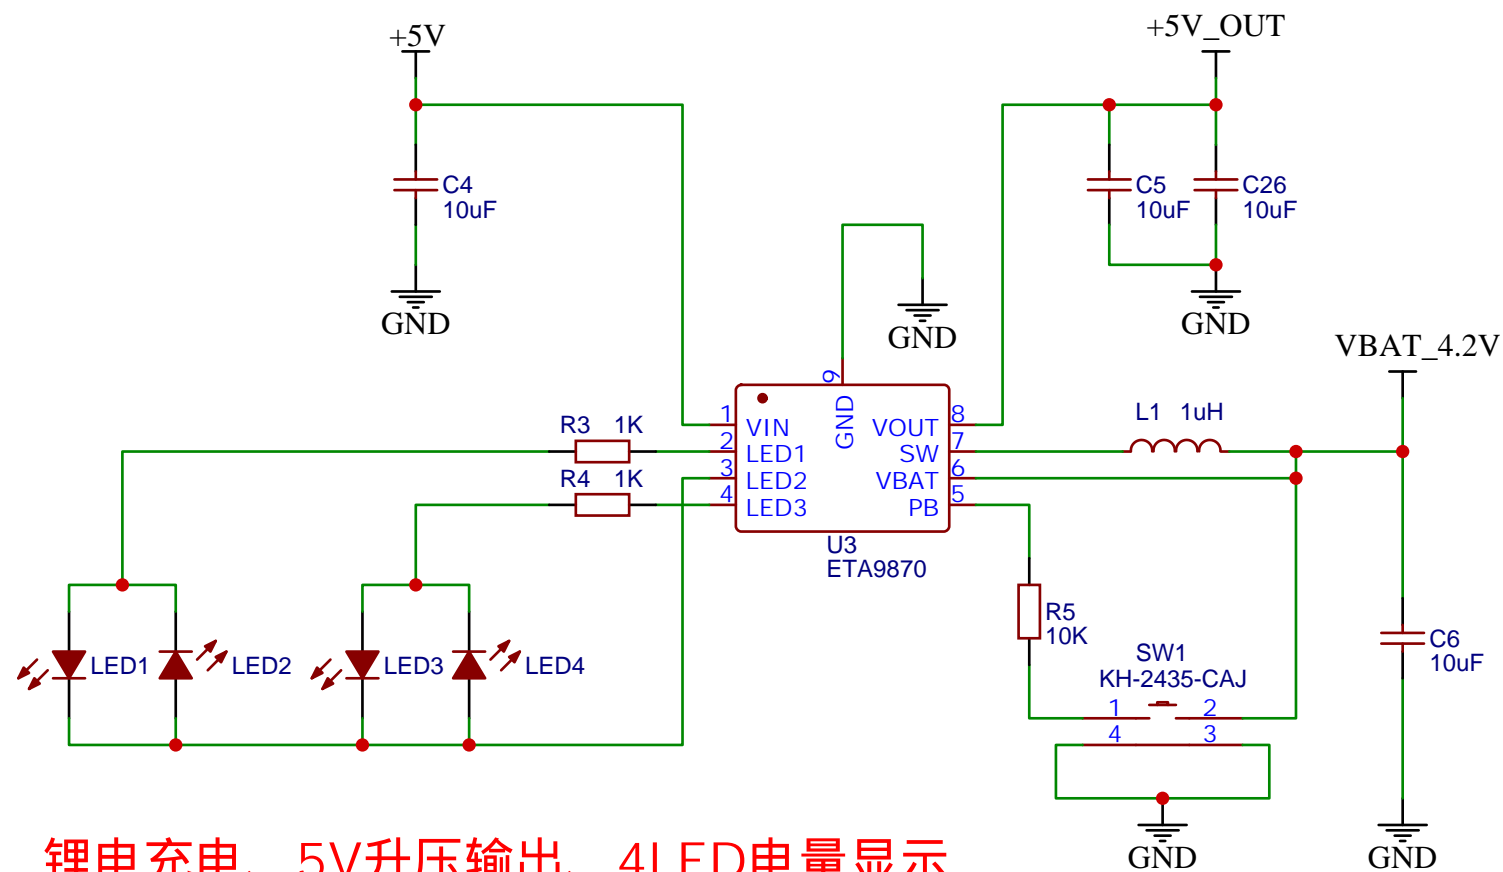 +5V
+5V_OUT
C4
10uF
C5
10uF
C26
10uF
GND
GND
GND
VBAT_4.2V
R3 1K
R4 1K
1 VIN
2 LED1
3 LED2
4 LED3
9 GND
8 VOUT
7 SW
6 VBAT
5 PB
U3
ETA9870
L1 1uH
R5
10K
C6
10uF
LED1
LED2
LED3
LED4
SW1
KH-2435-CAJ
1 2
4 3
GND
GND
锂电充电、5V升压输出、4LED电量显示